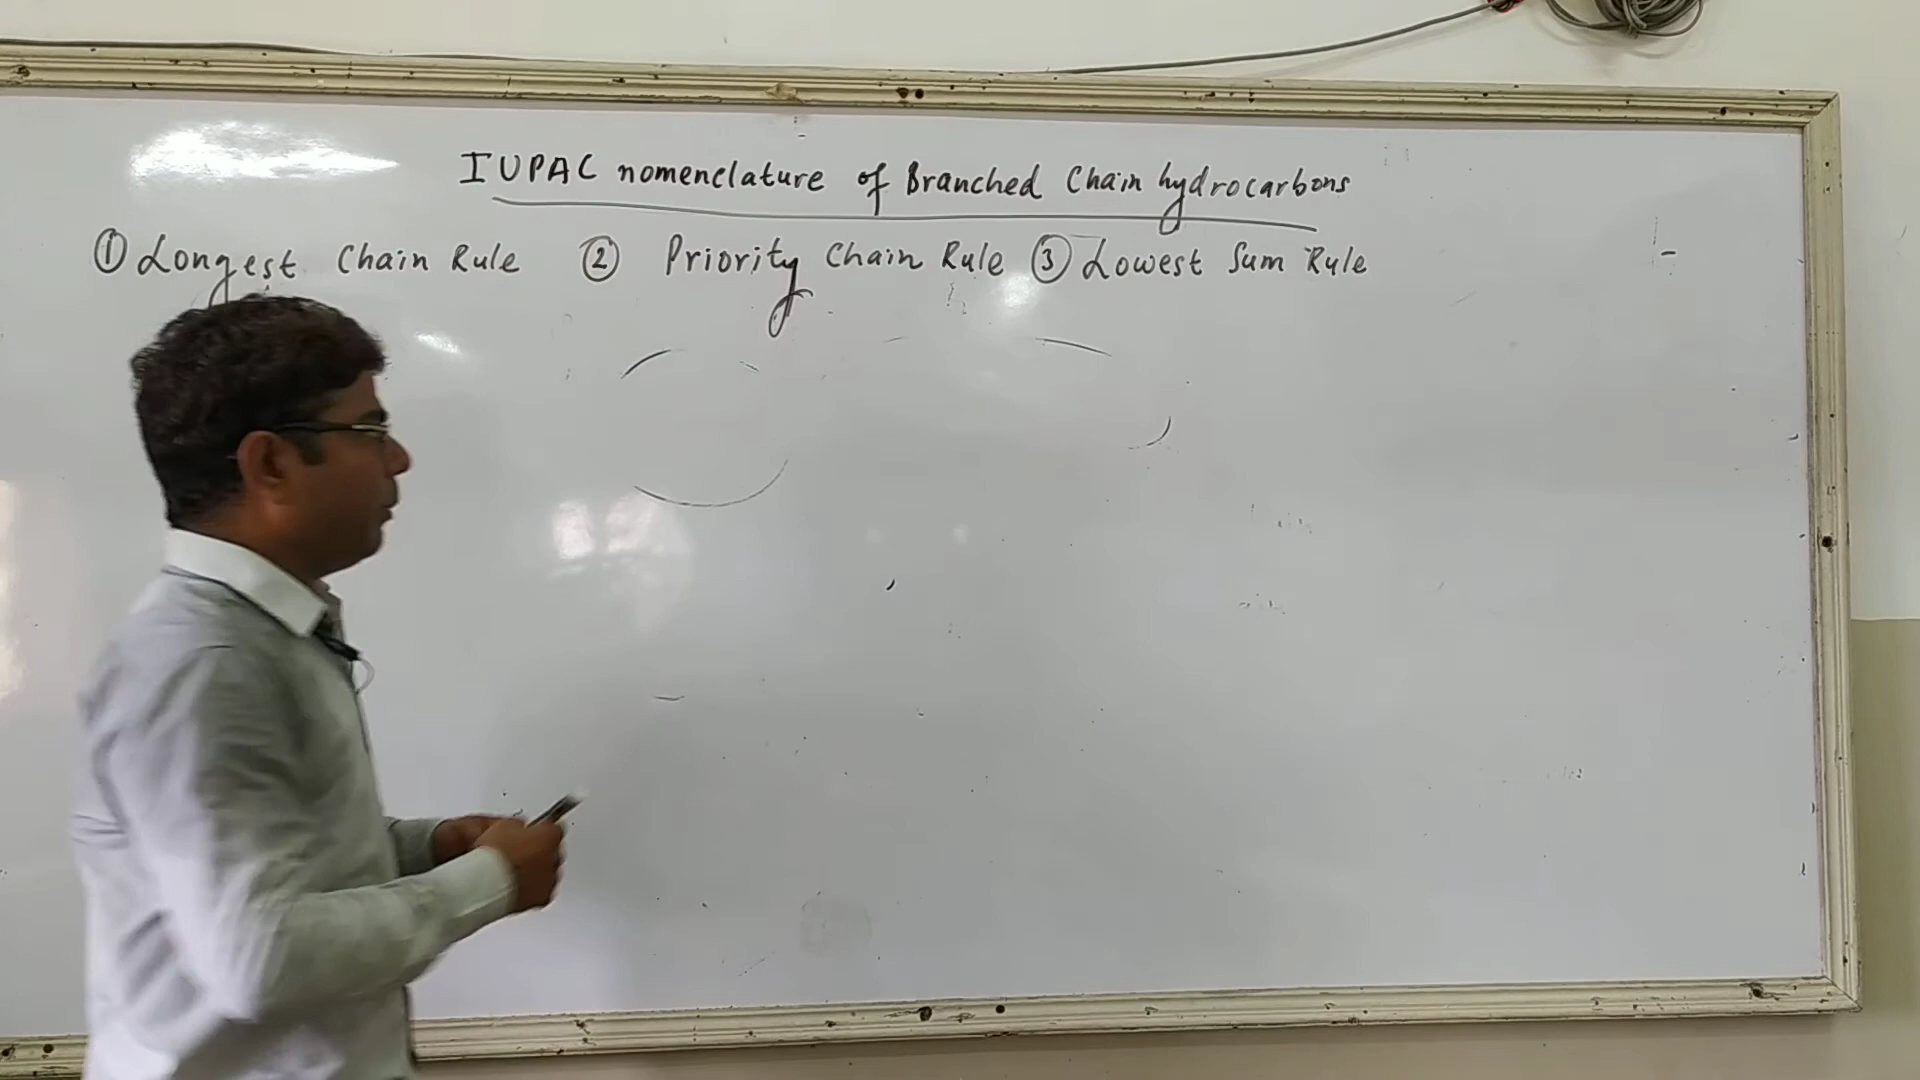 IUPAC nomenclature of Branched Chain hydrocarbons
① Longest Chain Rule ② Priority Chain Rule ③ Lowest Sum Rule